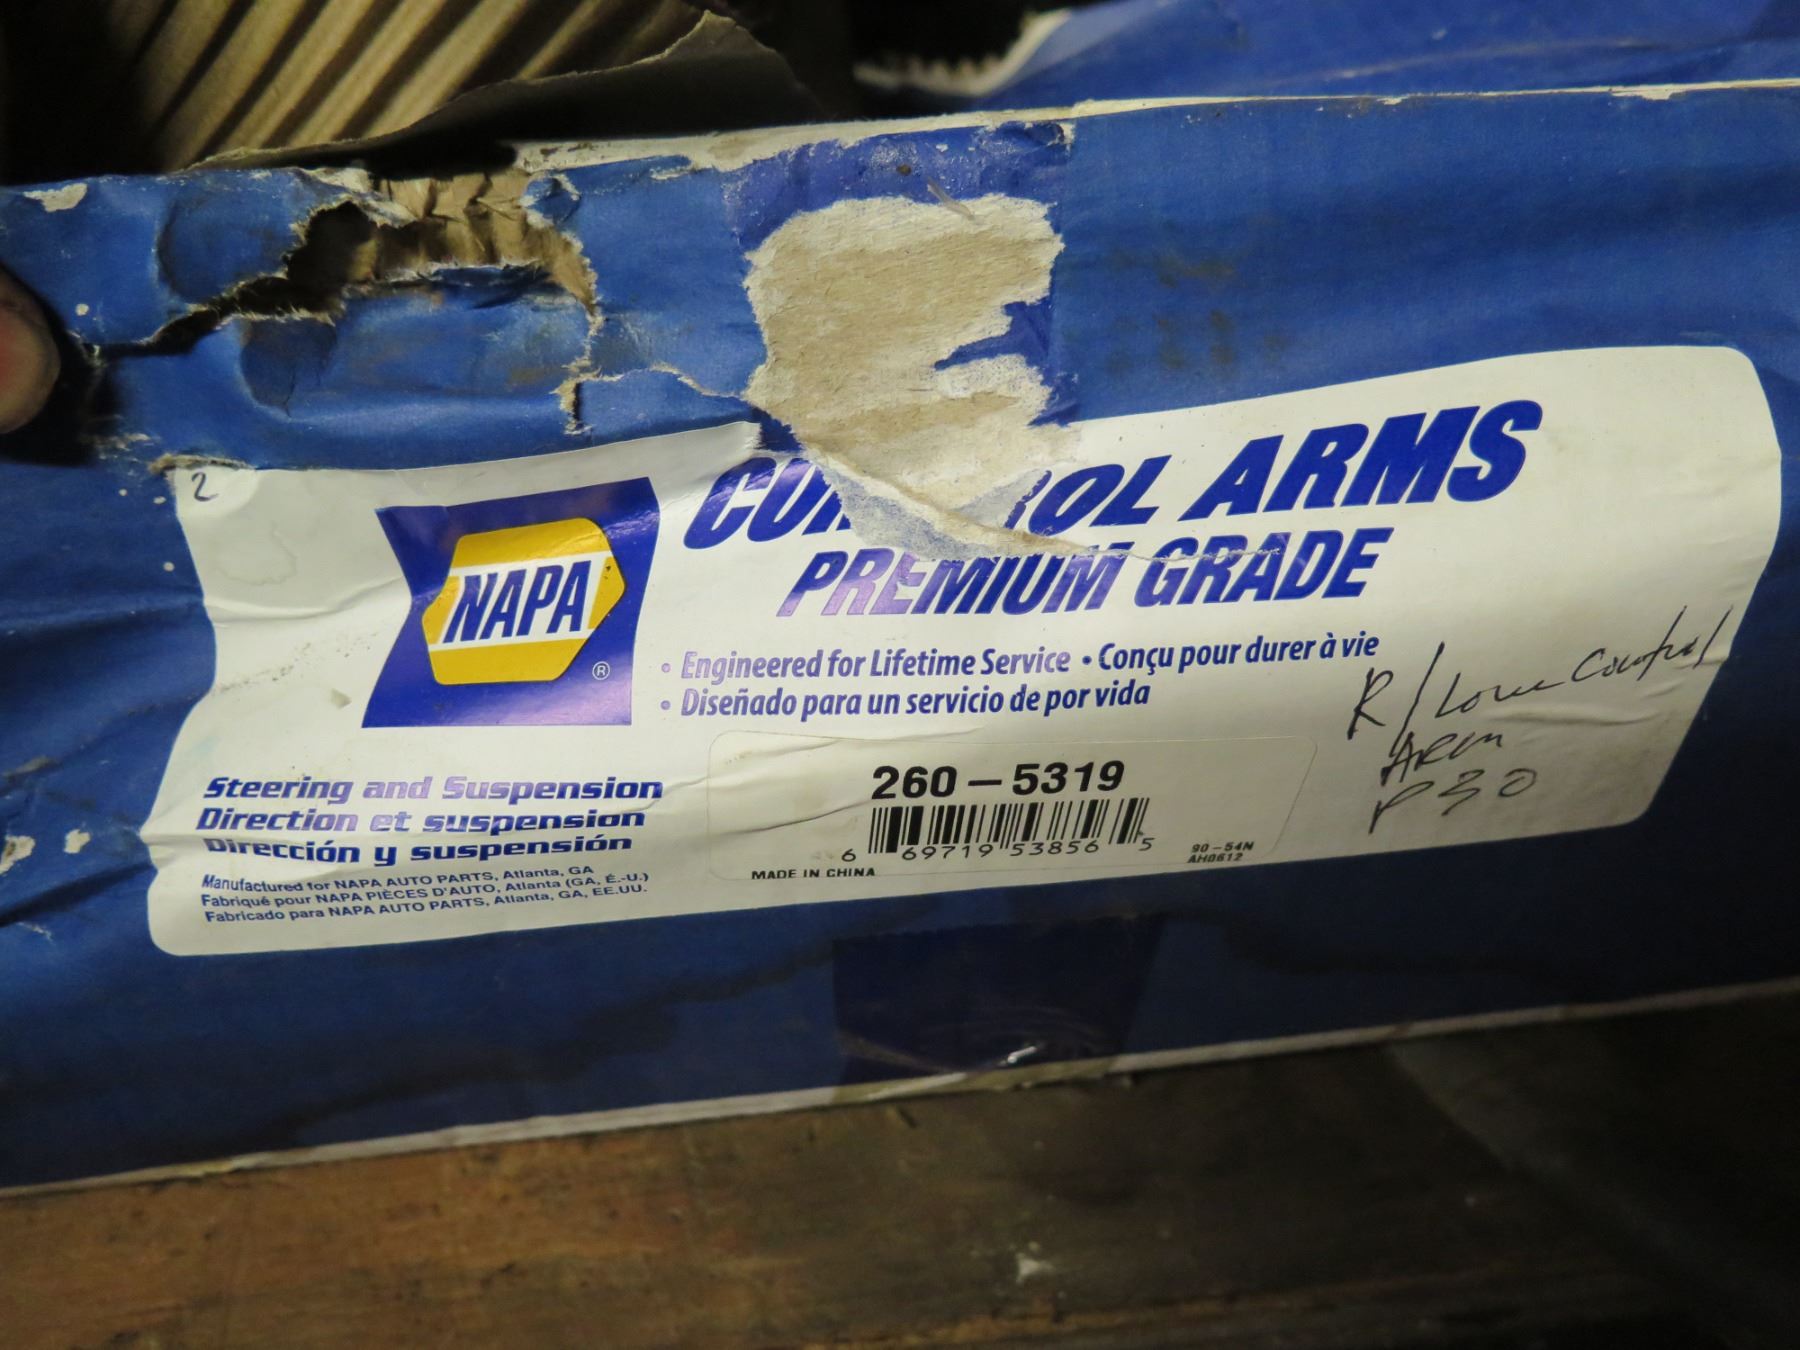 2
NAPA
®
ARMS
PREMIUM GRADE
• Engineered for Lifetime Service • Conçu pour durer à vie
• Diseñado para un servicio de por vida
R/Lower Control
ARM
P30
Steering and Suspension
Direction et suspension
Dirección y suspensión
Manufactured for NAPA AUTO PARTS, Atlanta, GA
Fabriqué pour NAPA PIÈCES D'AUTO, Atlanta (GA, É.-U.)
Fabricado para NAPA AUTO PARTS, Atlanta, GA, EE.UU.
260-5319
6 69719 53856 5
MADE IN CHINA
90-54N
AH0612